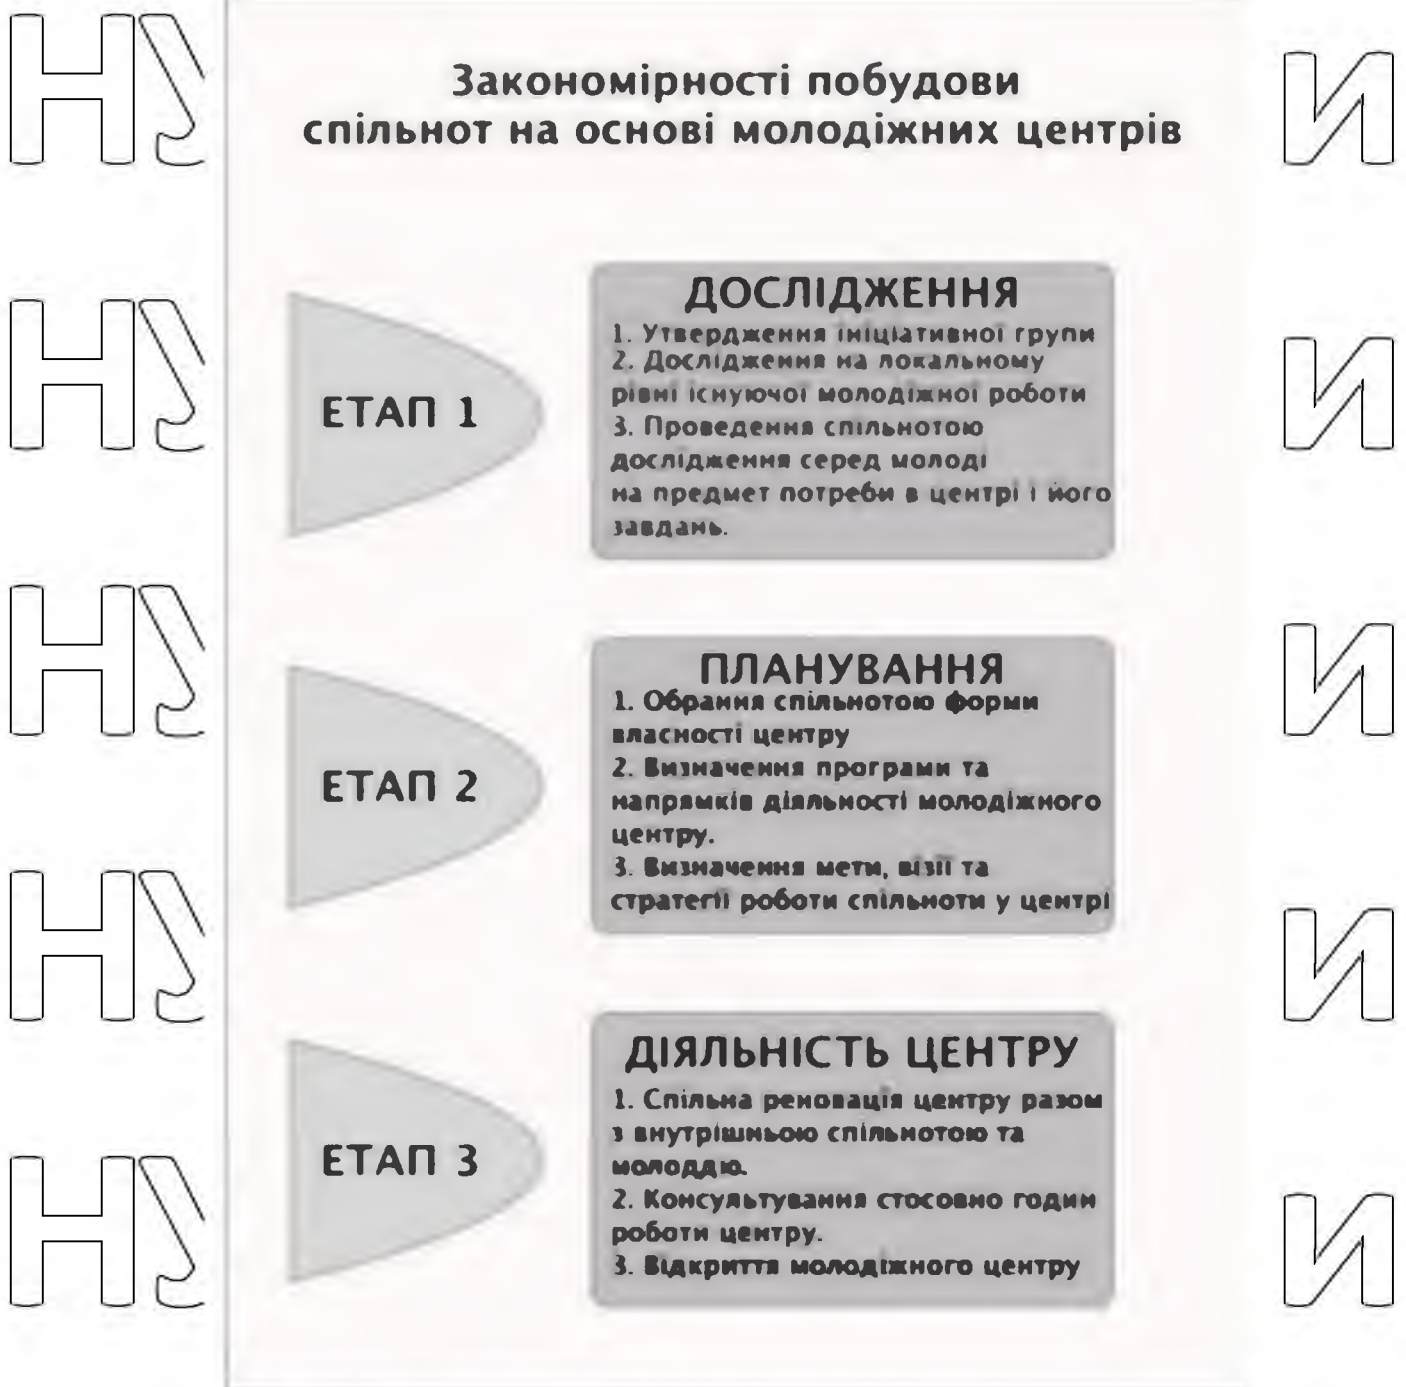 Закономірності побудови
спільнот на основі молодіжних центрів
ЕТАП 1
ДОСЛІДЖЕННЯ
1. Утвердження ініціативної групи
2. Дослідження на локальному
рівні існуючої молодіжної роботи
3. Проведення спільнотою
дослідження серед молоді
на предмет потреби в центрі і його
завдань.
ЕТАП 2
ПЛАНУВАННЯ
1. Обрання спільнотою форми
власності центру
2. Визначення програми та
напрямків діяльності молодіжного
центру.
3. Визначення мети, візії та
стратегії роботи спільноти у центрі
ЕТАП 3
ДІЯЛЬНІСТЬ ЦЕНТРУ
1. Спільна реновація центру разом
з внутрішньою спільнотою та
молоддю.
2. Консультування стосовно годин
роботи центру.
3. Відкриття молодіжного центру